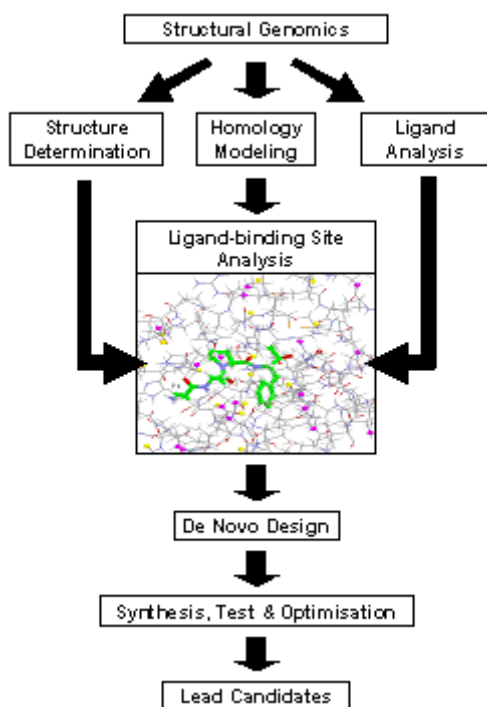 Structural Genomics
Structure
Determination
Homology
Modeling
Ligand
Analysis
Ligand-binding Site
Analysis
De Novo Design
Synthesis, Test & Optimisation
Lead Candidates